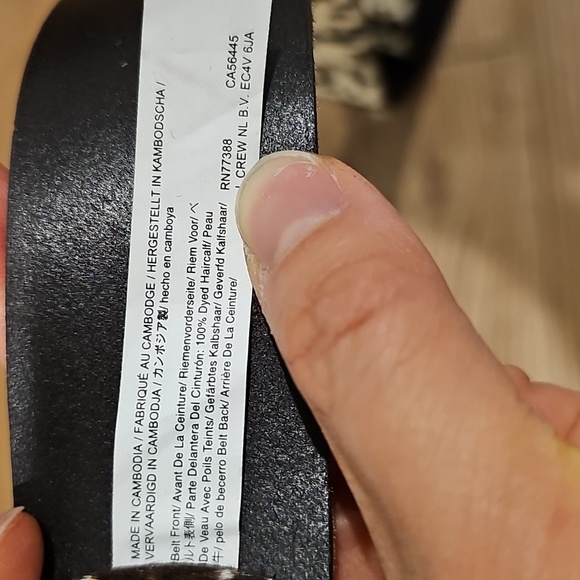 MADE IN CAMBODIA / FABRIQUÉ AU CAMBODGE / HERGESTELLT IN KAMBODSCHA /
VERVAARDIGD IN CAMBODJA / カンボジア製/ hecho en camboya
Belt Front/ Avant De La Ceinture/ Riemenvorderseite/ Riem Voor/ ベ
ルト表側/ Parte Delantera Del Cinturón: 100% Dyed Haircalf/ Peau
De Veau Avec Poils Teints/ Gefärbtes Kalbshaar/ Geverfd Kalfshaar/
牛/ pelo de becerro Belt Back/ Arrière De La Ceinture/
RN77388 CA56445
CREW NL B.V. EC4V 6JA